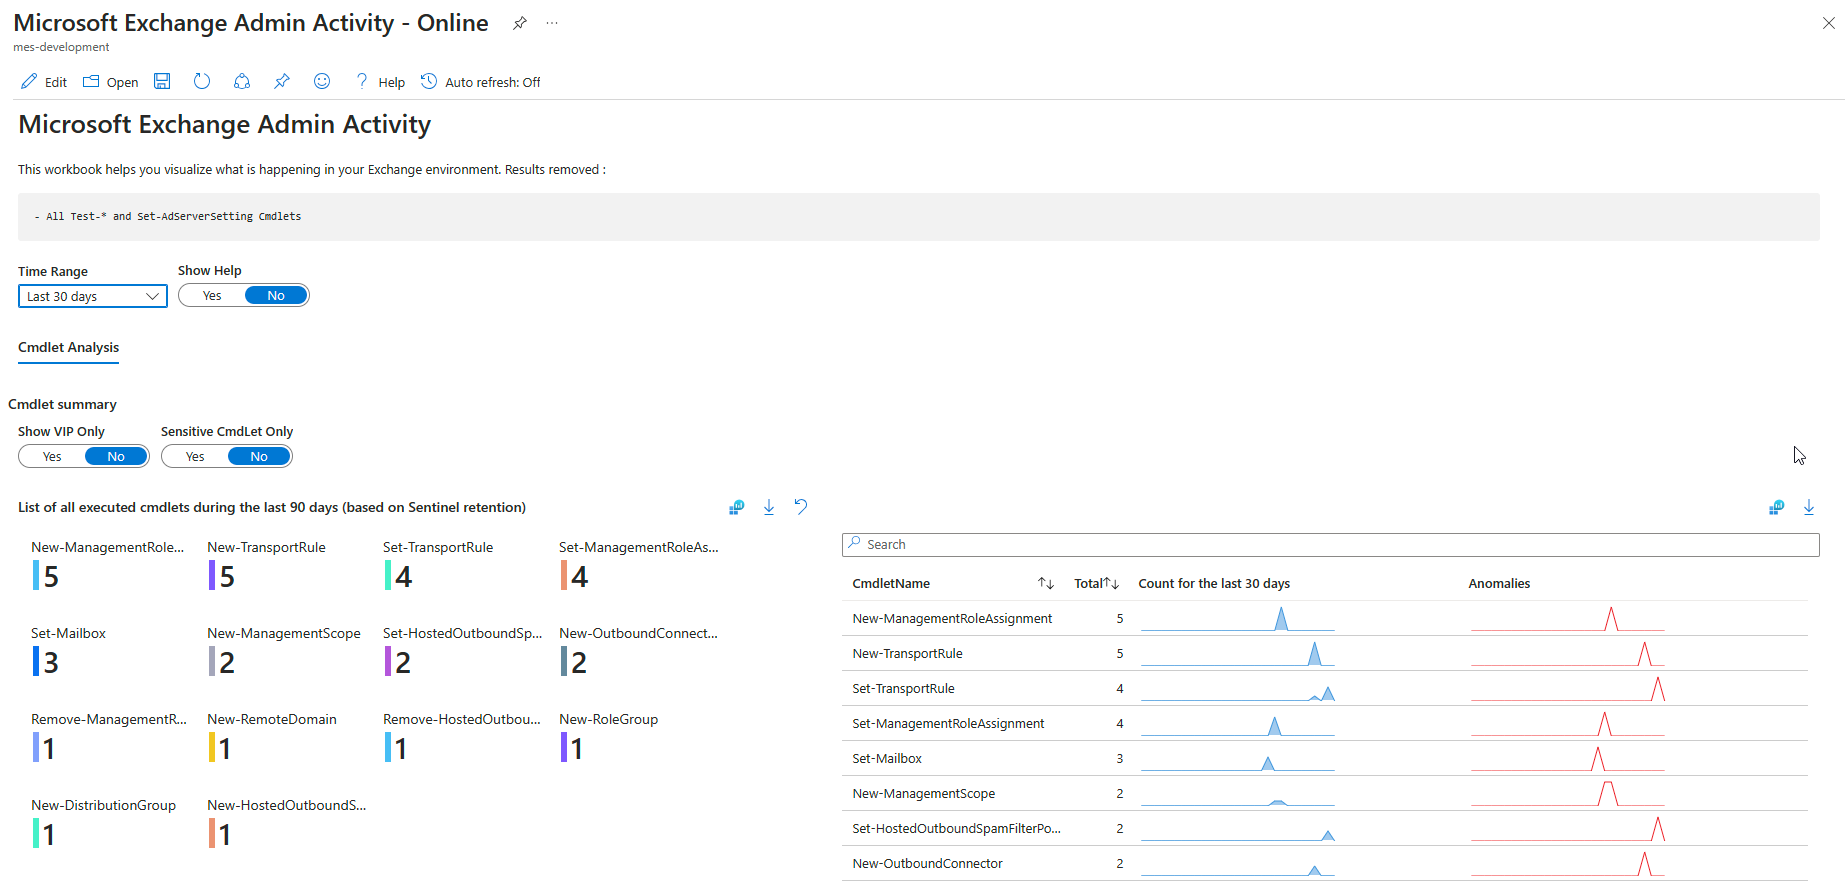 Microsoft Exchange Admin Activity - Online
mes-development
Edit Open Help Auto refresh: Off
Microsoft Exchange Admin Activity
This workbook helps you visualize what is happening in your Exchange environment. Results removed :
- All Test-* and Set-AdServerSetting Cmdlets
Time Range Show Help
Last 30 days Yes No
Cmdlet Analysis
Cmdlet summary
Show VIP Only Sensitive CmdLet Only
Yes No Yes No
List of all executed cmdlets during the last 90 days (based on Sentinel retention)
New-ManagementRole... New-TransportRule Set-TransportRule Set-ManagementRoleAs...
5 5 4 4
Set-Mailbox New-ManagementScope Set-HostedOutboundSp... New-OutboundConnect...
3 2 2 2
Remove-ManagementR... New-RemoteDomain Remove-HostedOutbou... New-RoleGroup
1 1 1 1
New-DistributionGroup New-HostedOutboundS...
1 1
Search
CmdletName Total Count for the last 30 days Anomalies
New-ManagementRoleAssignment 5
New-TransportRule 5
Set-TransportRule 4
Set-ManagementRoleAssignment 4
Set-Mailbox 3
New-ManagementScope 2
Set-HostedOutboundSpamFilterPo... 2
New-OutboundConnector 2